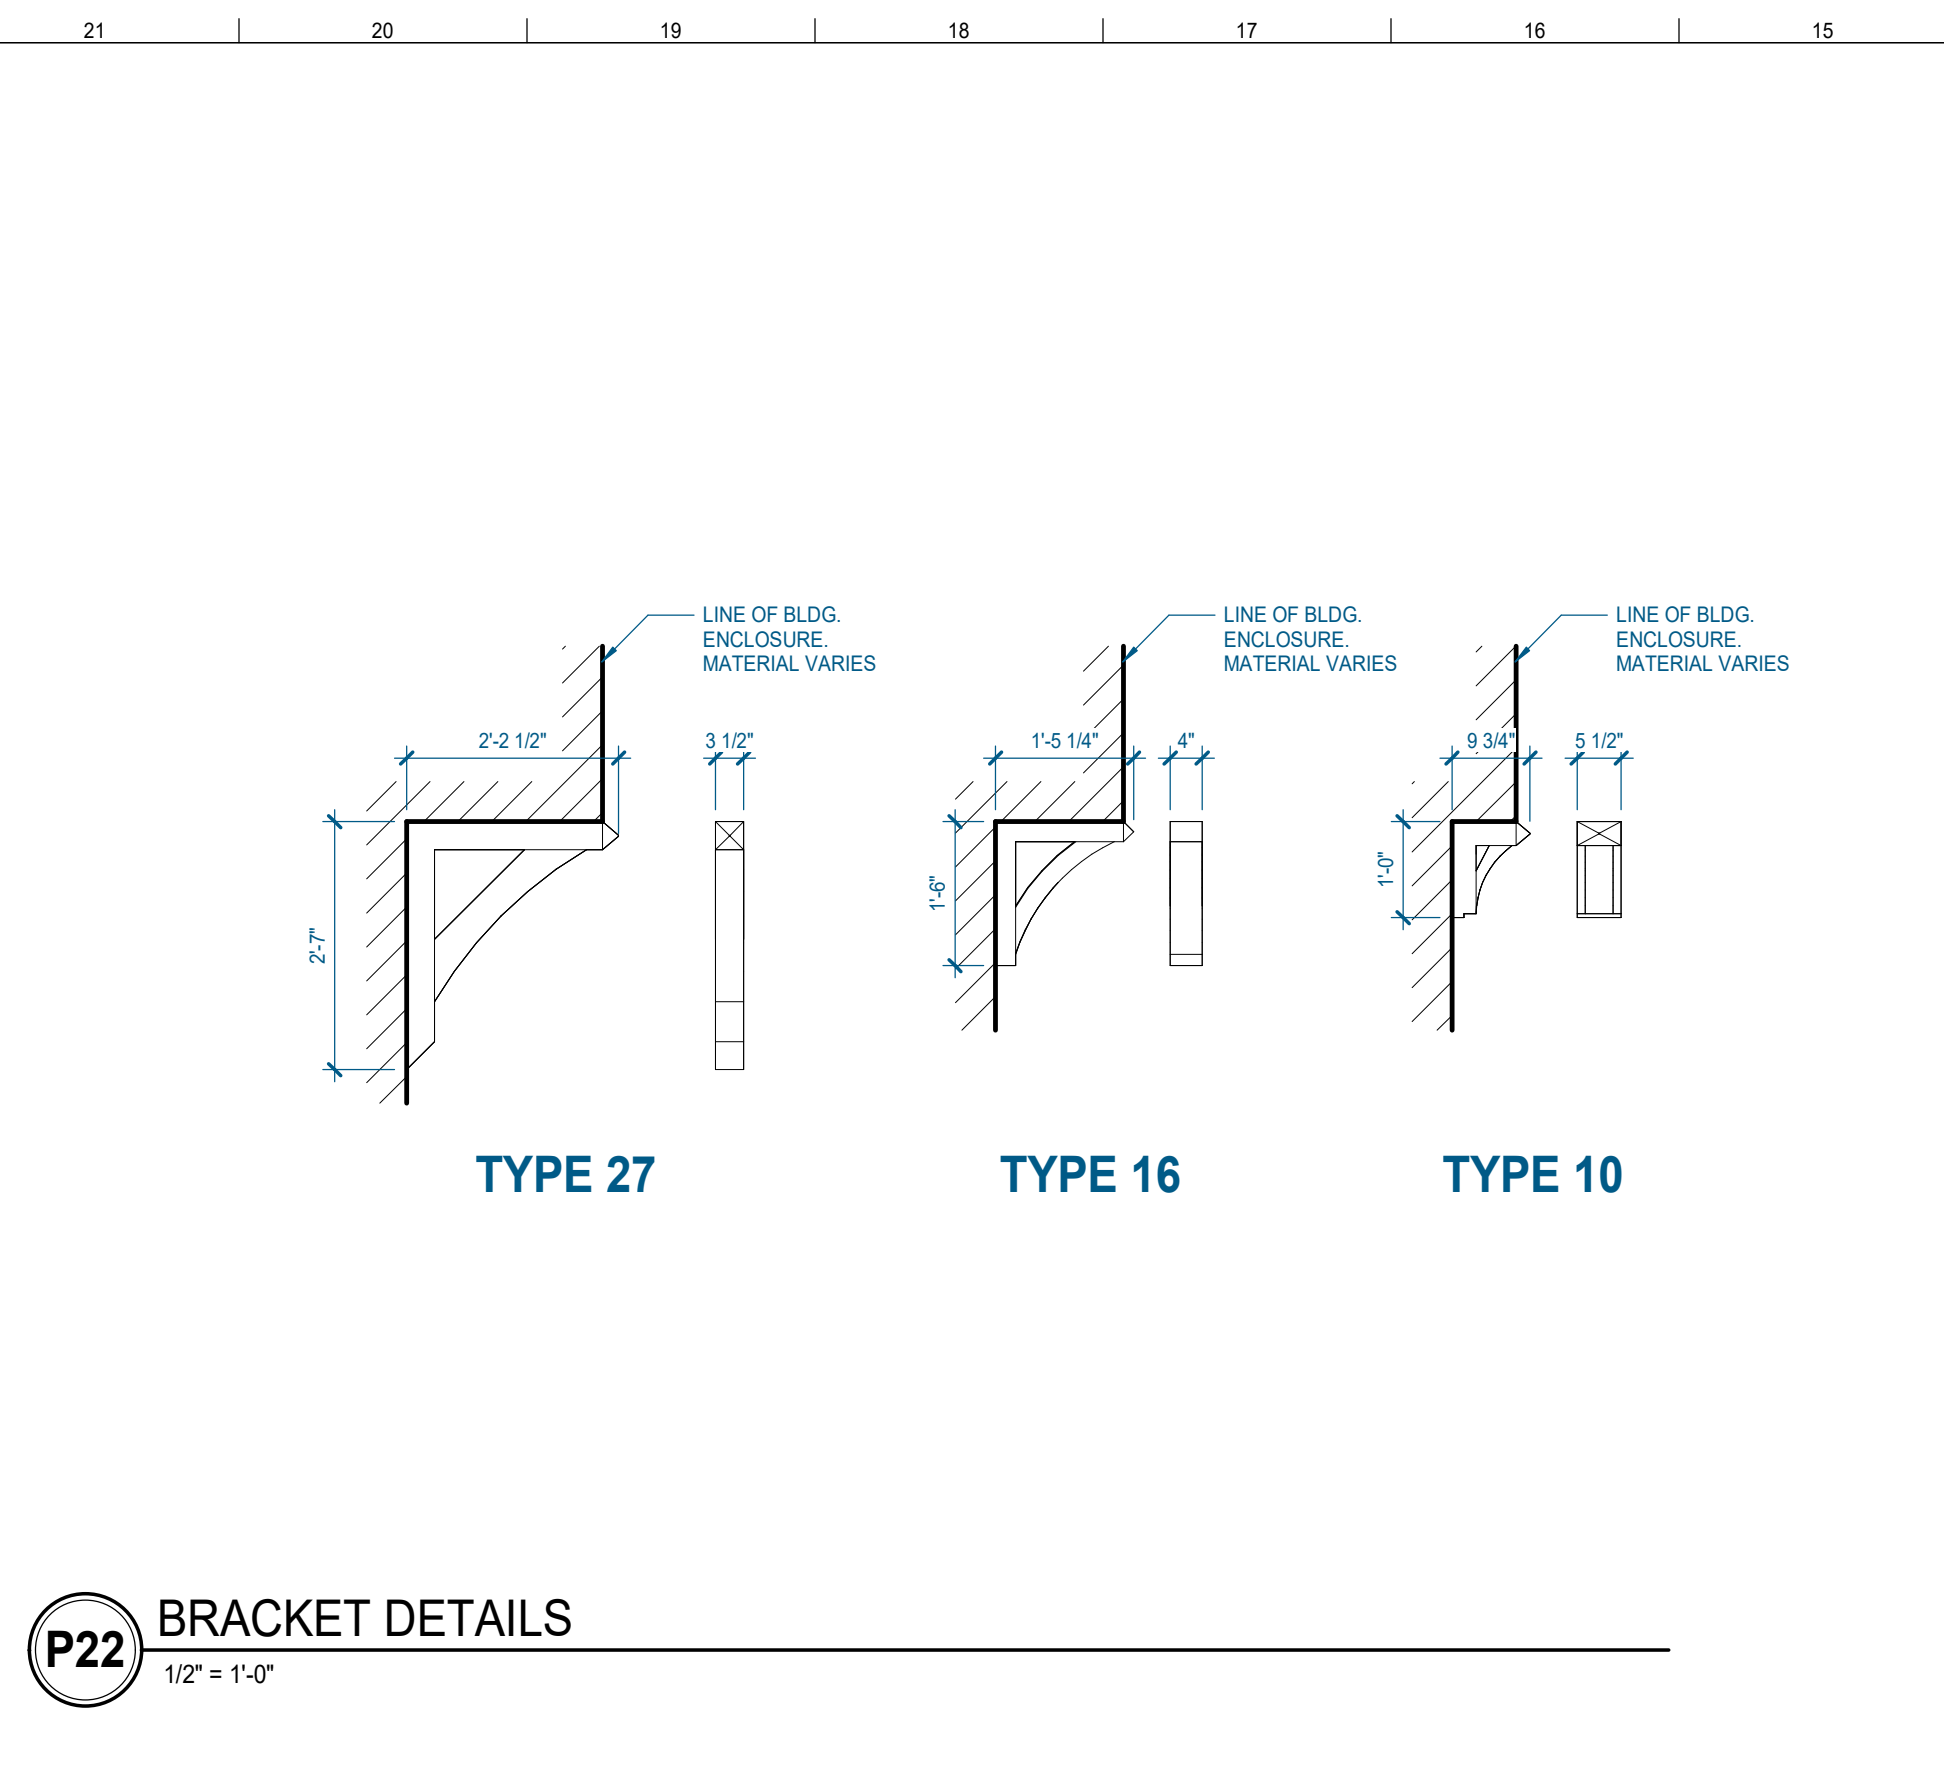 21 20 19 18 17 16 15
LINE OF BLDG.
ENCLOSURE.
MATERIAL VARIES
2'-2 1/2"
3 1/2"
2'-7"
TYPE 27
LINE OF BLDG.
ENCLOSURE.
MATERIAL VARIES
1'-5 1/4"
4"
1'-6"
TYPE 16
LINE OF BLDG.
ENCLOSURE.
MATERIAL VARIES
9 3/4"
5 1/2"
1'-0"
TYPE 10
P22
BRACKET DETAILS
1/2" = 1'-0"